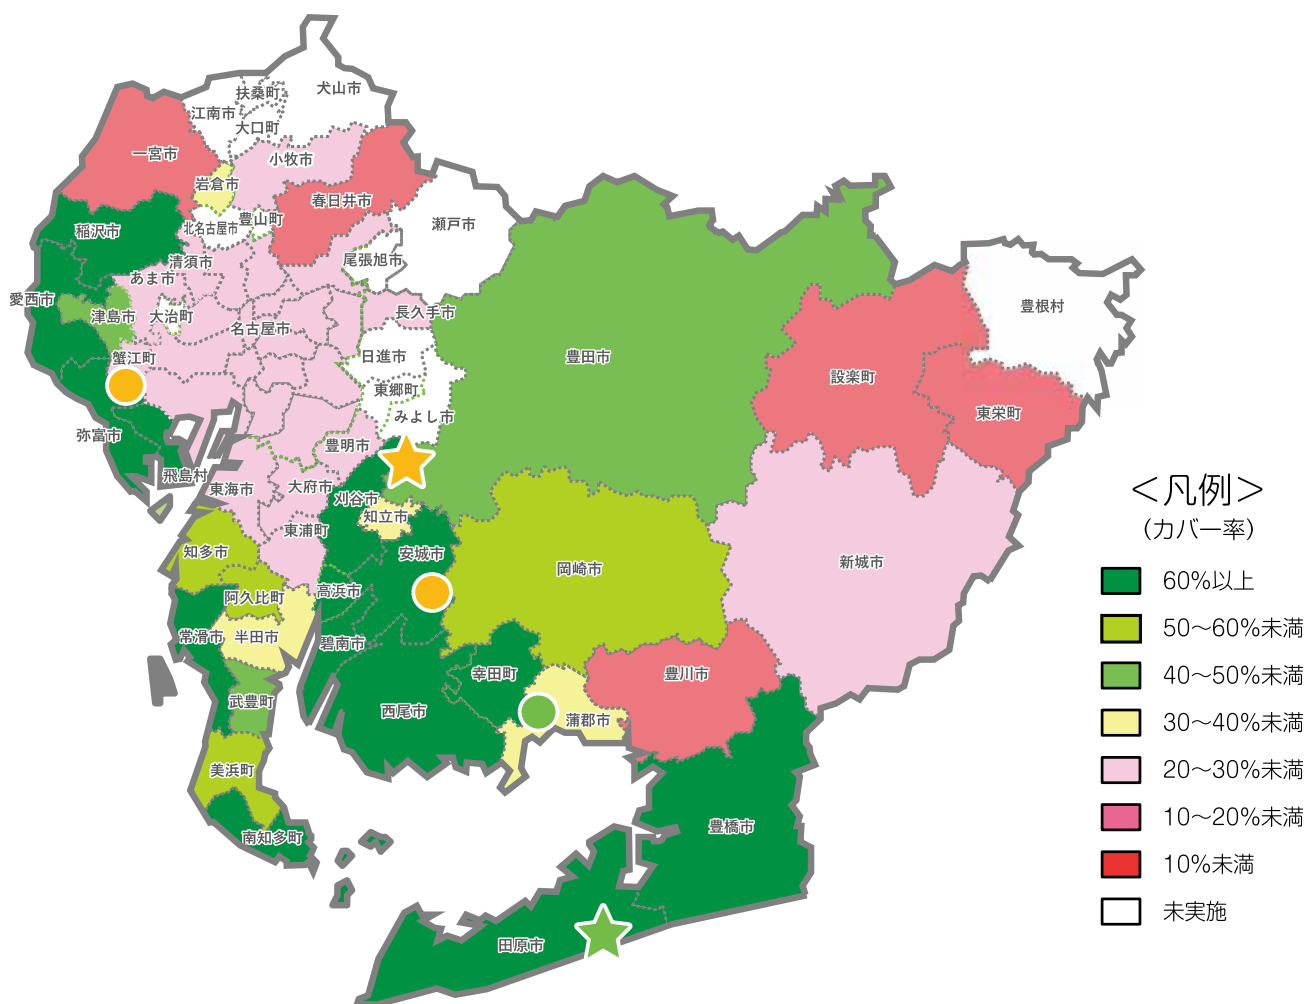 犬山市
扶桑町
江南市
大口町
一宮市
小牧市
岩倉市
春日井市
豊山町
北名古屋市
瀬戸市
稲沢市
清須市
尾張旭市
あま市
愛西市
津島市
大治町
長久手市
名古屋市
豊根村
蟹江町
日進市
豊田市
設楽町
東郷町
東栄町
みよし市
弥富市
豊明市
飛島村
東海市
大府市
刈谷市
知立市
東浦町
知多市
安城市
新城市
岡崎市
高浜市
阿久比町
常滑市
半田市
碧南市
幸田町
豊川市
武豊町
西尾市
蒲郡市
美浜町
豊橋市
南知多町
田原市
＜凡例＞
(カバー率)
60%以上
50〜60%未満
40〜50%未満
30〜40%未満
20〜30%未満
10〜20%未満
10%未満
未実施